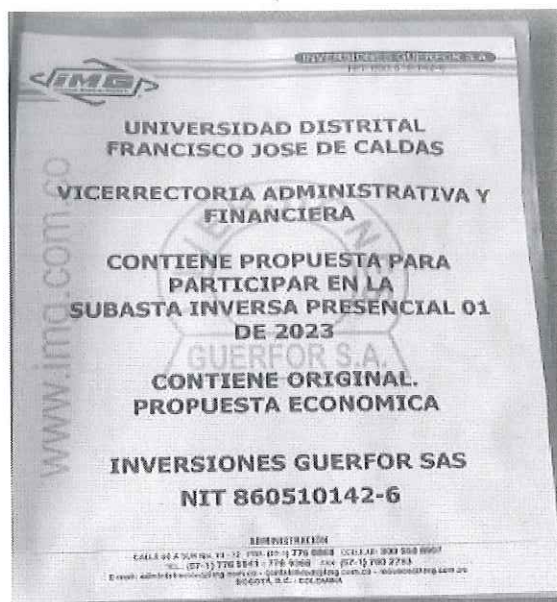 IMG
INVERSIONES GUERFOR S.A.
UNIVERSIDAD DISTRITAL
FRANCISCO JOSE DE CALDAS
VICERRECTORIA ADMINISTRATIVA Y
FINANCIERA
CONTIENE PROPUESTA PARA
PARTICIPAR EN LA
SUBASTA INVERSA PRESENCIAL 01
DE 2023
GUERFOR S.A.
CONTIENE ORIGINAL.
PROPUESTA ECONOMICA
www.img.com.co
INVERSIONES GUERFOR SAS
NIT 860510142-6
ADMINISTRACIÓN
BOGOTÁ, D.C. - COLOMBIA